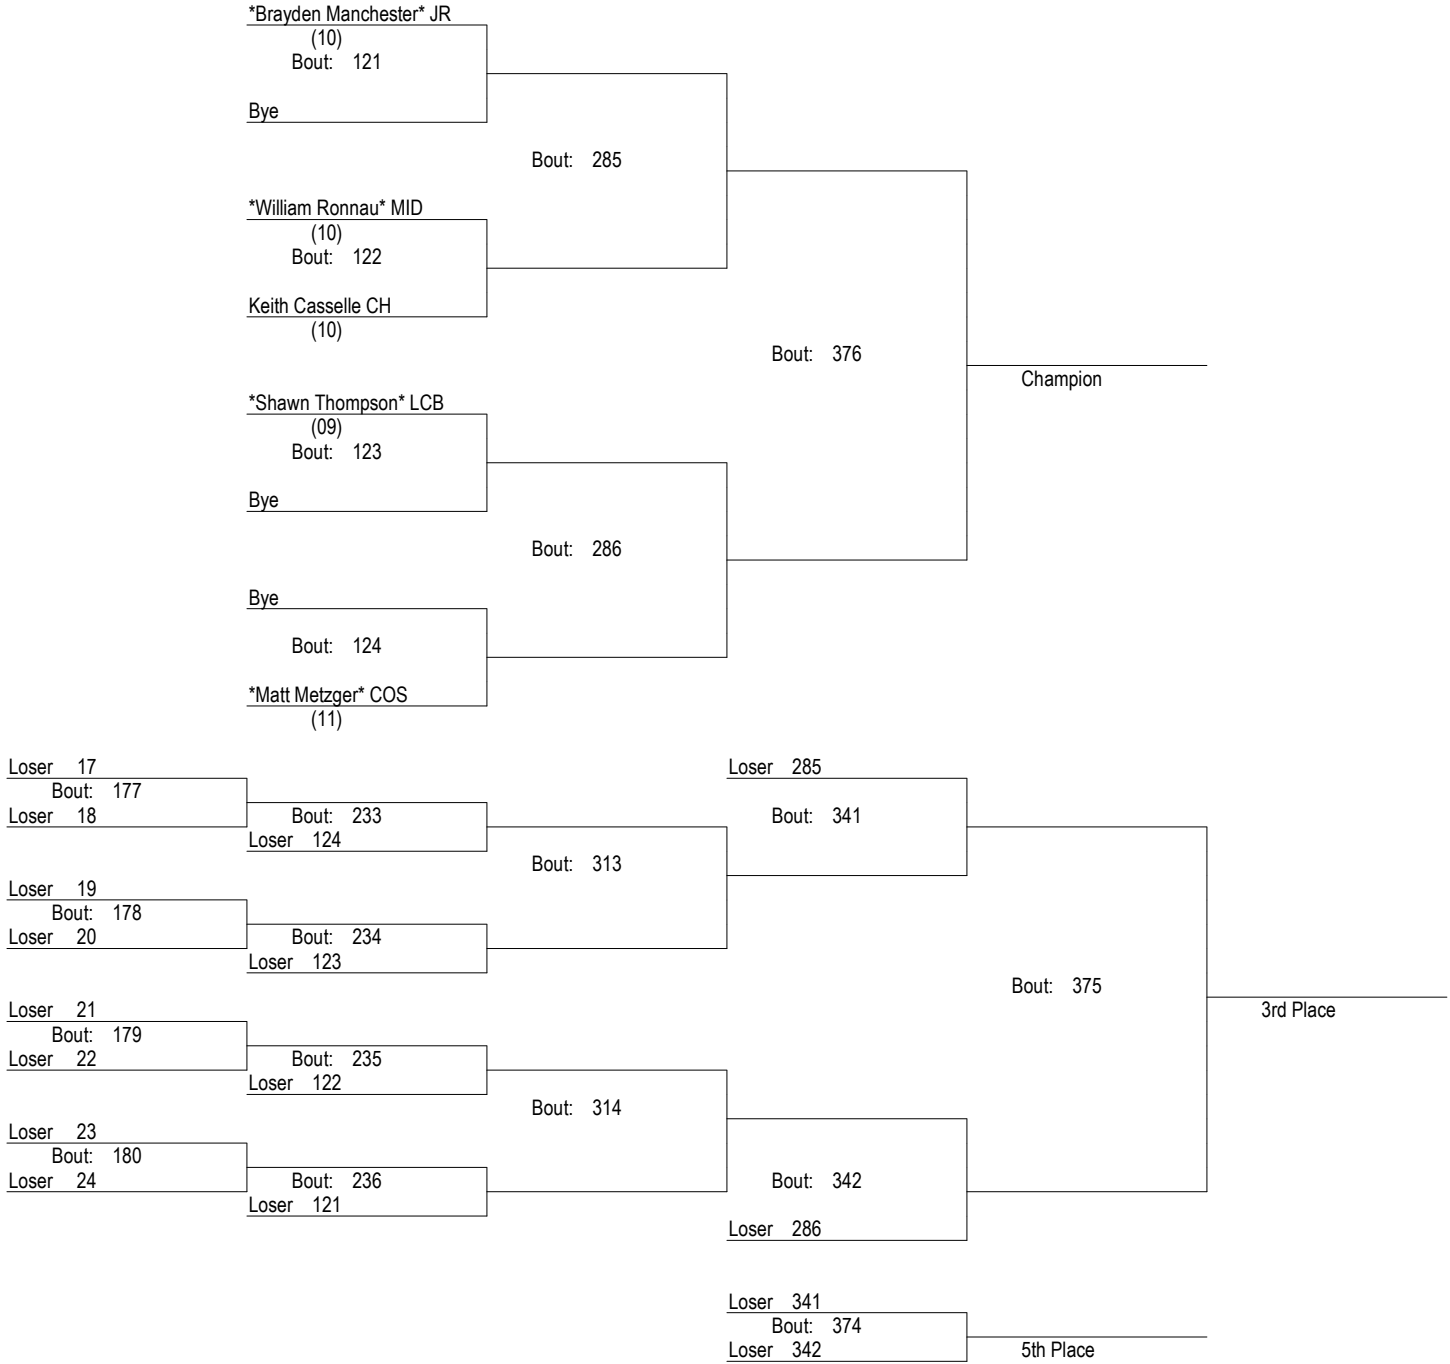 *Brayden Manchester* JR
(10)
Bout: 121
Bye
Bout: 285
*William Ronnau* MID
(10)
Bout: 122
Keith Casselle CH
(10)
Bout: 376
Champion
*Shawn Thompson* LCB
(09)
Bout: 123
Bye
Bout: 286
Bye
Bout: 124
*Matt Metzger* COS
(11)
Loser 17
Bout: 177
Loser 18
Bout: 233
Loser 124
Loser 285
Bout: 341
Bout: 313
Loser 19
Bout: 178
Loser 20
Bout: 234
Loser 123
Bout: 375
3rd Place
Loser 21
Bout: 179
Loser 22
Bout: 235
Loser 122
Bout: 314
Loser 23
Bout: 180
Loser 24
Bout: 236
Loser 121
Bout: 342
Loser 286
Loser 341
Bout: 374
Loser 342
5th Place